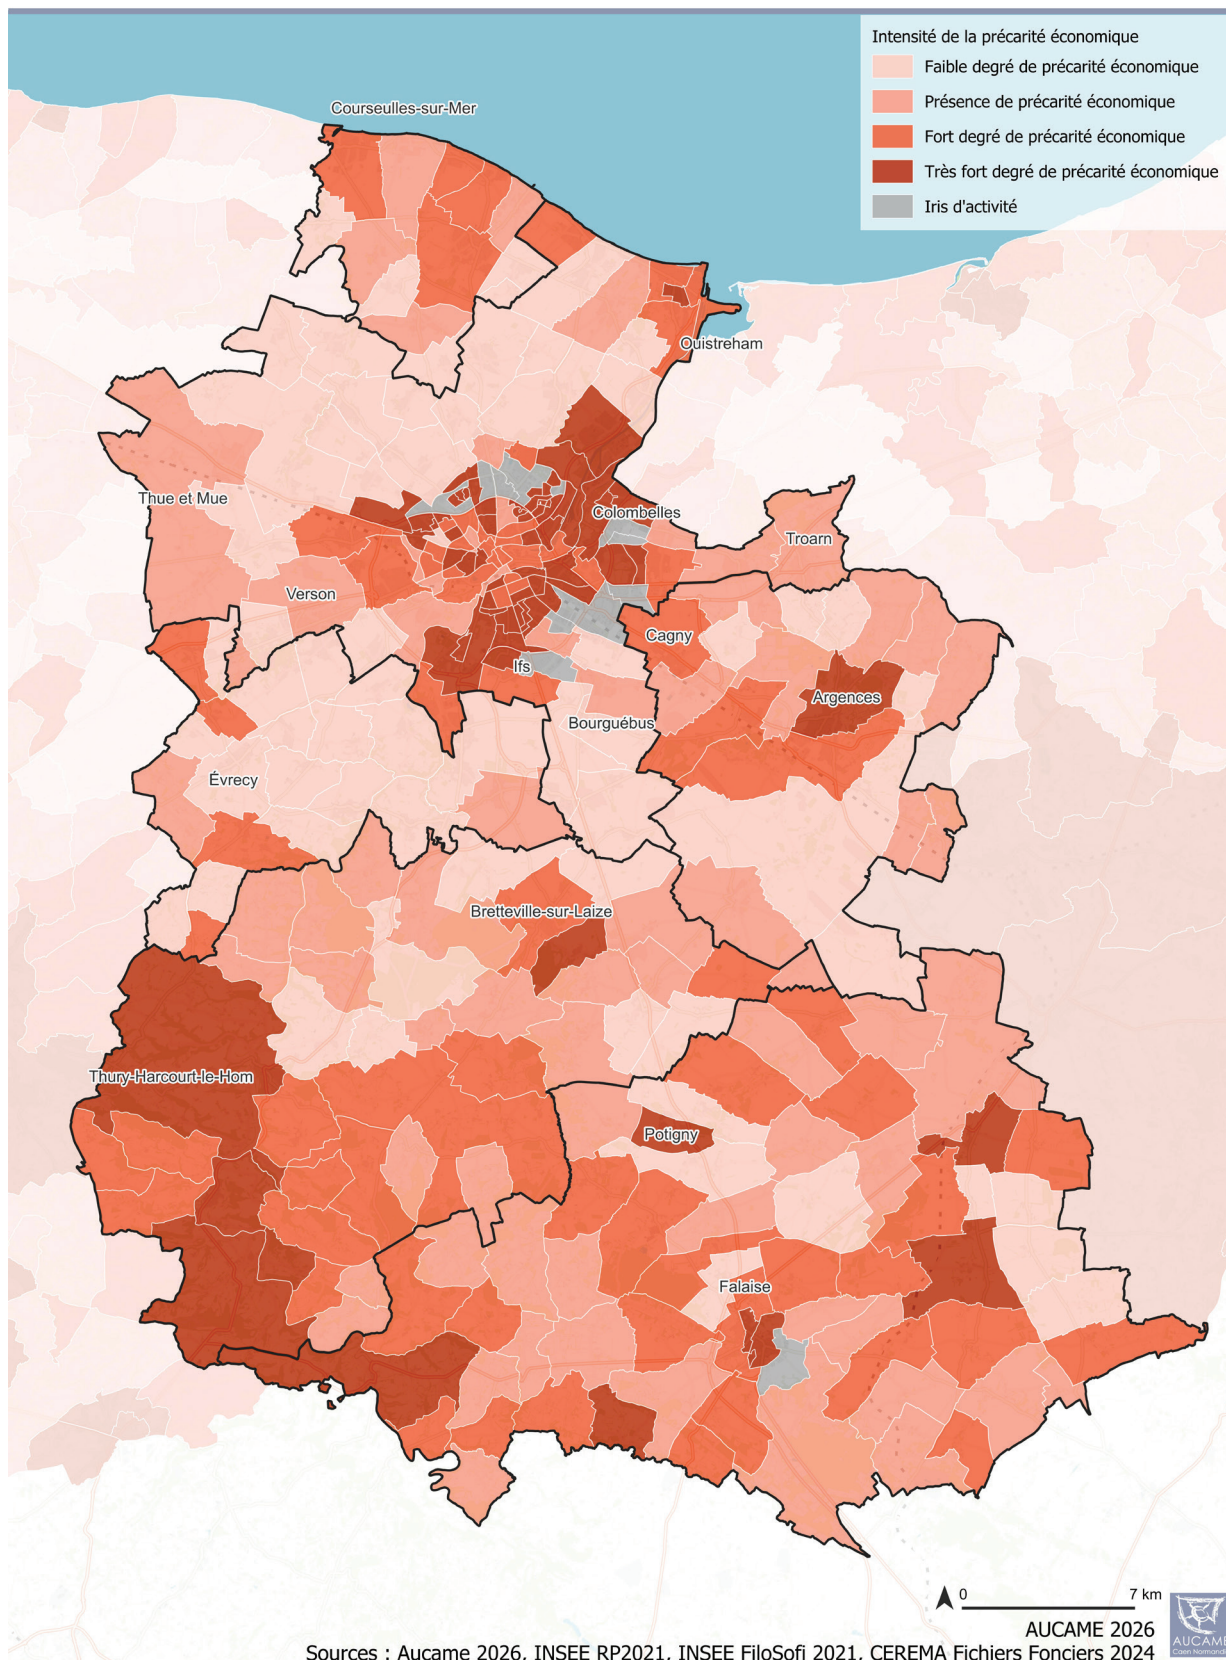 Intensité de la précarité économique
Faible degré de précarité économique
Présence de précarité économique
Fort degré de précarité économique
Très fort degré de précarité économique
Iris d'activité
Courseulles-sur-Mer
Ouistreham
Thue et Mue
Colombelles
Troarn
Verson
Cagny
Ifs
Argences
Bourguébus
Évrecy
Bretteville-sur-Laize
Thury-Harcourt-le-Hom
Potigny
Falaise
0 7 km
AUCAME 2026
Sources : Aucame 2026, INSEE RP2021, INSEE FiloSofi 2021, CEREMA Fichiers Fonciers 2024
AUCAME
Caen Normandie